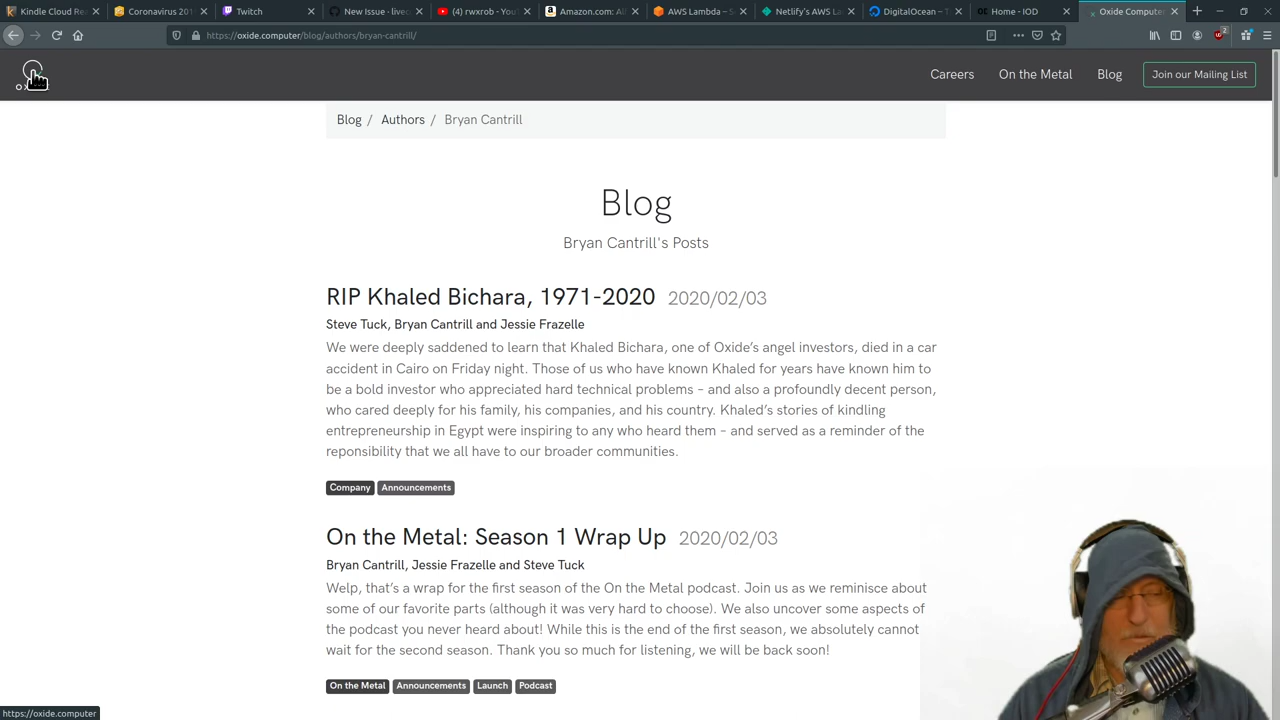 Kindle Cloud Re
Coronavirus 201
Twitch
New Issue · livec
(4) rwxrob - You
Amazon.com: Al
AWS Lambda – S
Netlify's AWS La
DigitalOcean – T
Home - IOD
Oxide Computer
https://oxide.computer/blog/authors/bryan-cantrill/
Careers
On the Metal
Blog
Join our Mailing List
Blog / Authors / Bryan Cantrill
Blog
Bryan Cantrill's Posts
RIP Khaled Bichara, 1971-2020 2020/02/03
Steve Tuck, Bryan Cantrill and Jessie Frazelle
We were deeply saddened to learn that Khaled Bichara, one of Oxide’s angel investors, died in a car
accident in Cairo on Friday night. Those of us who have known Khaled for years have known him to
be a bold investor who appreciated hard technical problems – and also a profoundly decent person,
who cared deeply for his family, his companies, and his country. Khaled’s stories of kindling
entrepreneurship in Egypt were inspiring to any who heard them – and served as a reminder of the
reponsibility that we all have to our broader communities.
Company Announcements
On the Metal: Season 1 Wrap Up 2020/02/03
Bryan Cantrill, Jessie Frazelle and Steve Tuck
Welp, that’s a wrap for the first season of the On the Metal podcast. Join us as we reminisce about
some of our favorite parts (although it was very hard to choose). We also uncover some aspects of
the podcast you never heard about! While this is the end of the first season, we absolutely cannot
wait for the second season. Thank you so much for listening, we will be back soon!
On the Metal Announcements Launch Podcast
https://oxide.computer